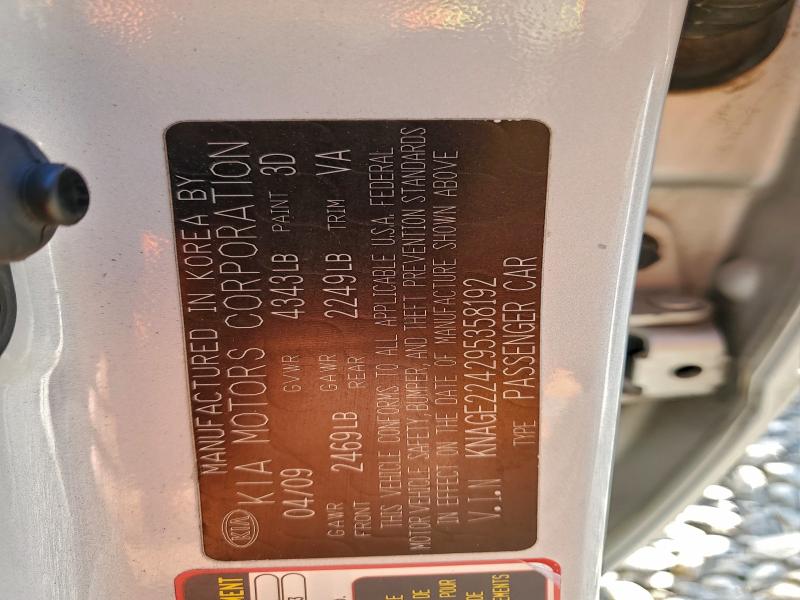 MANUFACTURED IN KOREA BY
KIA KIA MOTORS CORPORATION
04/09 GVWR 4343LB PAINT 3D
GAWR FRONT 2469LB GAWR REAR 2249LB TRIM VA
THIS VEHICLE CONFORMS TO ALL APPLICABLE U.S.A. FEDERAL
MOTOR VEHICLE SAFETY, BUMPER, AND THEFT PREVENTION STANDARDS
IN EFFECT ON THE DATE OF MANUFACTURE SHOWN ABOVE
V.I.N KNAGE224295358192
TYPE PASSENGER CAR